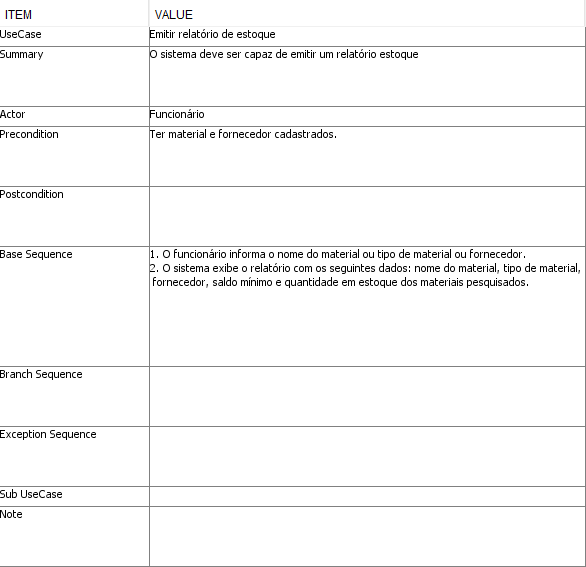 ITEM VALUE
UseCase Emitir relatório de estoque
Summary O sistema deve ser capaz de emitir um relatório estoque
Actor Funcionário
Precondition Ter material e fornecedor cadastrados.
Postcondition
Base Sequence 1. O funcionário informa o nome do material ou tipo de material ou fornecedor.
2. O sistema exibe o relatório com os seguintes dados: nome do material, tipo de material,
fornecedor, saldo mínimo e quantidade em estoque dos materiais pesquisados.
Branch Sequence
Exception Sequence
Sub UseCase
Note